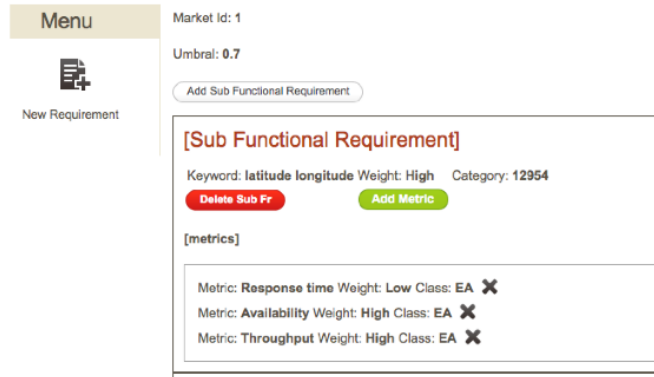 Menu
New Requirement
Market Id: 1
Umbral: 0.7
Add Sub Functional Requirement
[Sub Functional Requirement]
Keyword: latitude longitude Weight: High Category: 12954
Delete Sub Fr
Add Metric
[metrics]
Metric: Response time Weight: Low Class: EA
Metric: Availability Weight: High Class: EA
Metric: Throughput Weight: High Class: EA